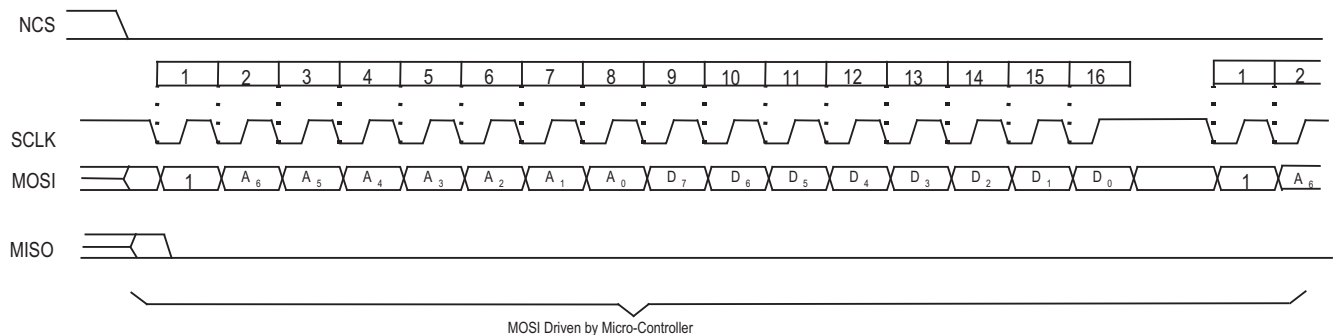 NCS
1 2 3 4 5 6 7 8 9 10 11 12 13 14 15 16 1 2
SCLK
MOSI 1 A6 A5 A4 A3 A2 A1 A0 D7 D6 D5 D4 D3 D2 D1 D0 1 A6
MISO
MOSI Driven by Micro-Controller